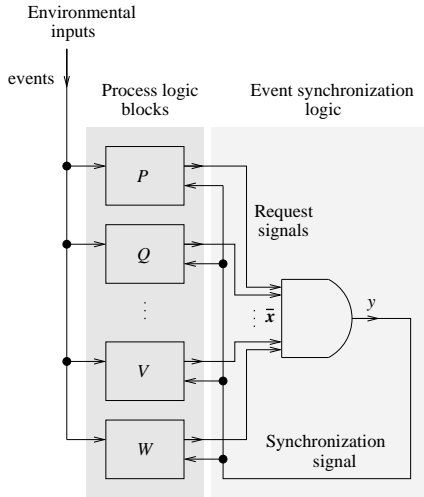 Environmental
inputs
events
Process logic
blocks
Event synchronization
logic
P
Request
signals
Q
x̄
y
V
W
Synchronization
signal